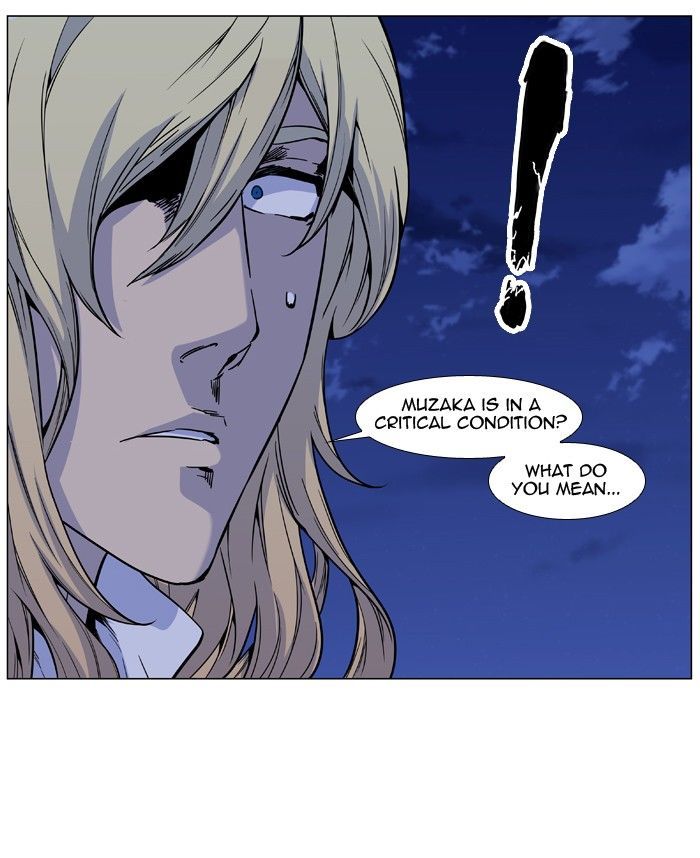 !
MUZAKA IS IN A
CRITICAL CONDITION?
WHAT DO
YOU MEAN...